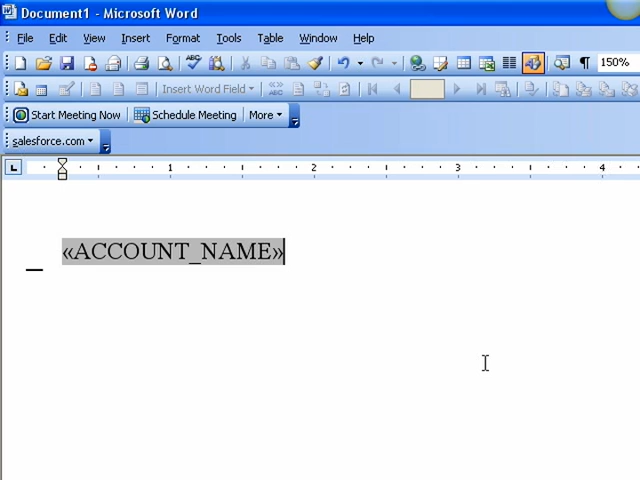 Document1 - Microsoft Word
File Edit View Insert Format Tools Table Window Help
150%
Insert Word Field
Start Meeting Now Schedule Meeting More
salesforce.com
L 1 2 3 4
«ACCOUNT_NAME»